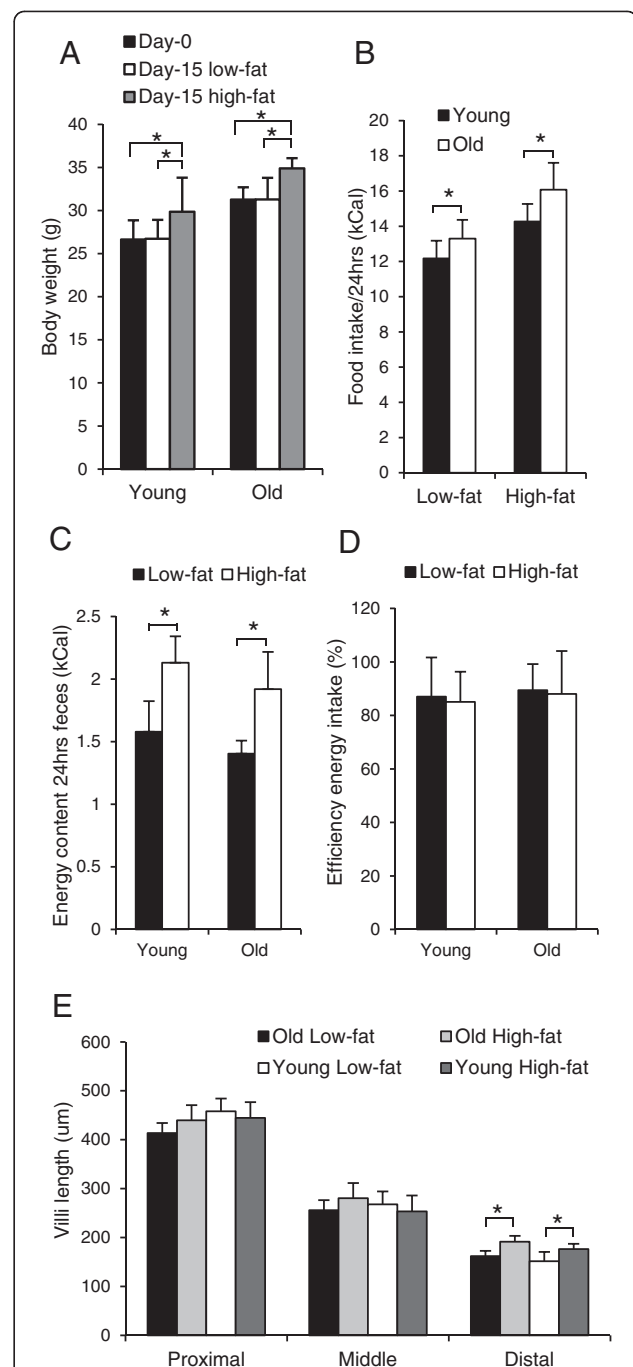 A
Day-0
Day-15 low-fat
Day-15 high-fat
* * * *
Body weight (g)
40
35
30
25
20
15
10
5
0
Young Old
B
Young
Old
* *
Food intake/24hrs (kCal)
20
18
16
14
12
10
8
6
4
2
0
Low-fat High-fat
C
Low-fat High-fat
* *
Energy content 24hrs feces (kCal)
2.5
2
1.5
1
0.5
0
Young Old
D
Low-fat High-fat
Efficiency energy intake (%)
120
100
80
60
40
20
0
Young Old
E
Old Low-fat Old High-fat
Young Low-fat Young High-fat
* *
Villi length (um)
600
500
400
300
200
100
0
Proximal Middle Distal